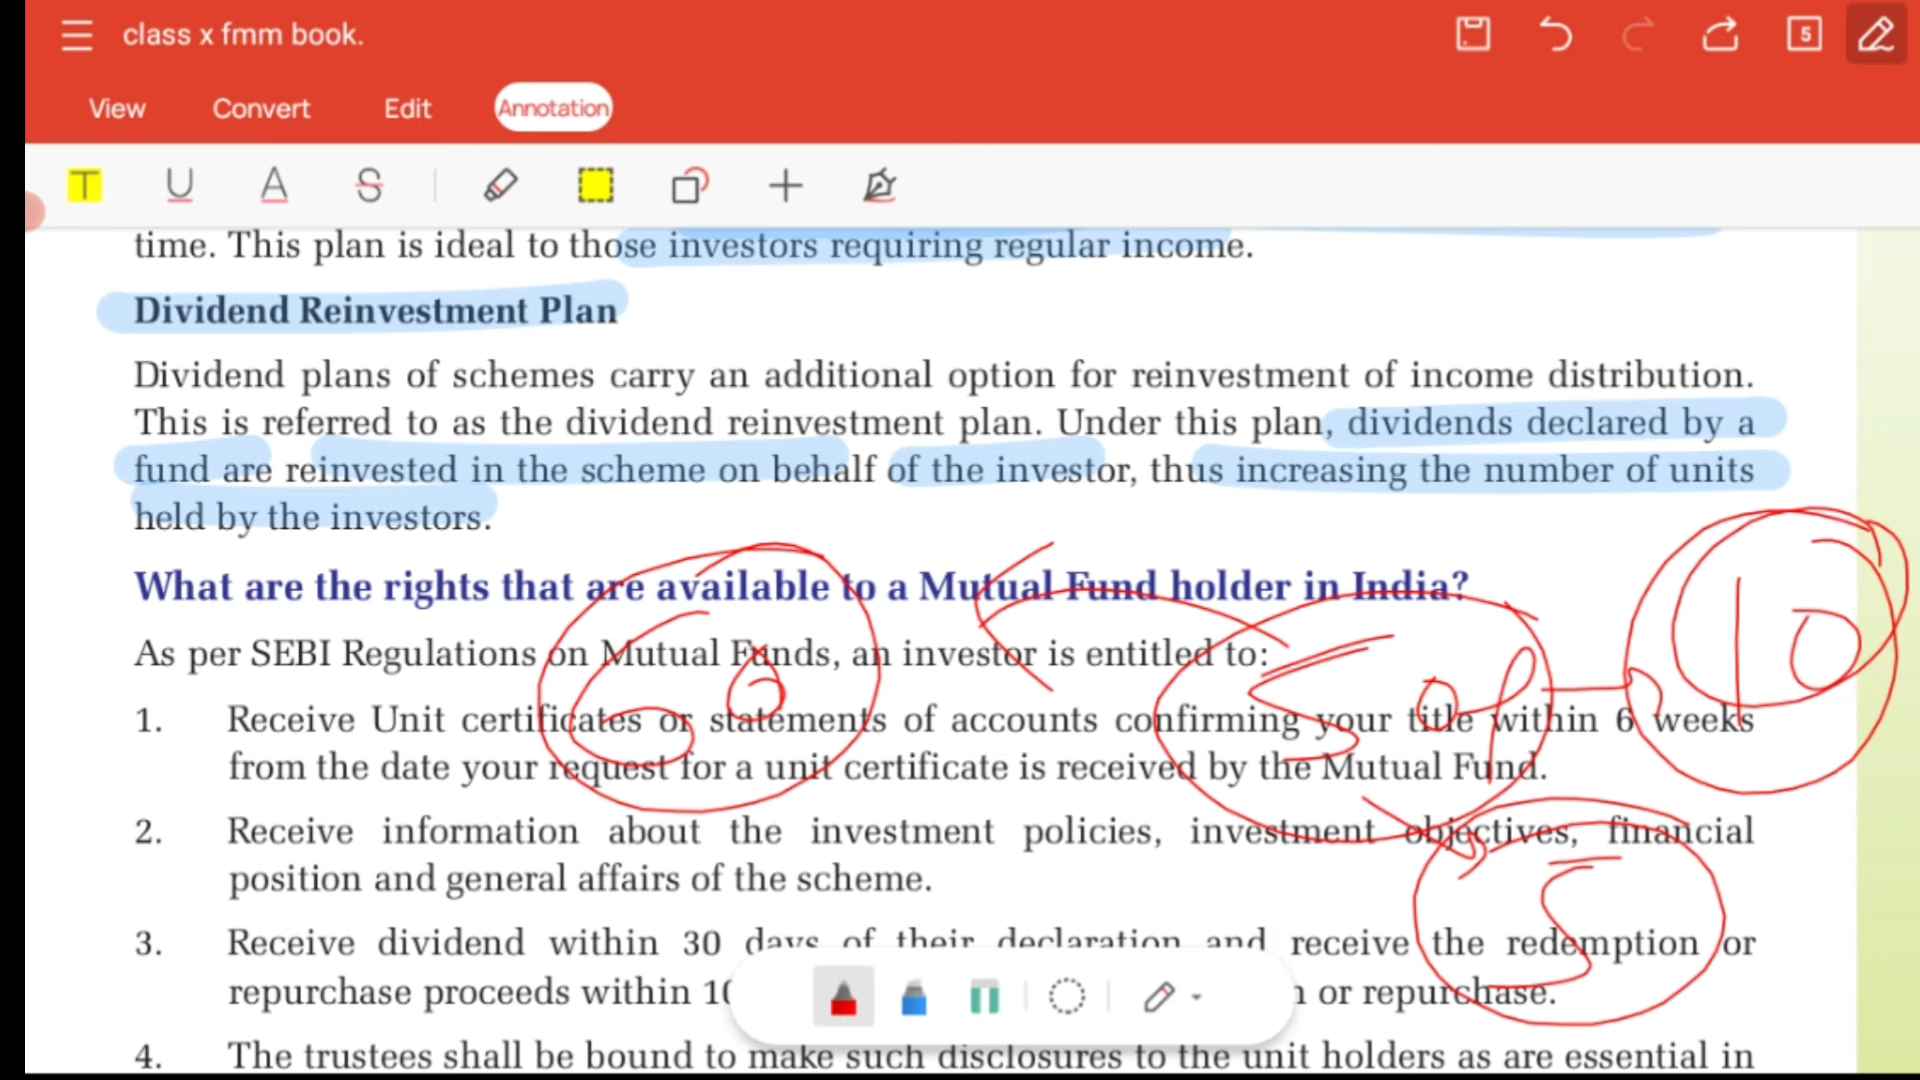 class x fmm book.
5
View Convert Edit Annotation
T U A S
time. This plan is ideal to those investors requiring regular income.
Dividend Reinvestment Plan
Dividend plans of schemes carry an additional option for reinvestment of income distribution.
This is referred to as the dividend reinvestment plan. Under this plan, dividends declared by a
fund are reinvested in the scheme on behalf of the investor, thus increasing the number of units
held by the investors.
What are the rights that are available to a Mutual Fund holder in India?
As per SEBI Regulations on Mutual Funds, an investor is entitled to:
10
1. Receive Unit certificates or statements of accounts confirming your title within 6 weeks
from the date your request for a unit certificate is received by the Mutual Fund.
2. Receive information about the investment policies, investment objectives, financial
position and general affairs of the scheme.
5
3. Receive dividend within 30 days of their declaration and receive the redemption or
repurchase proceeds within 10 or repurchase.
4. The trustees shall be bound to make such disclosures to the unit holders as are essential in